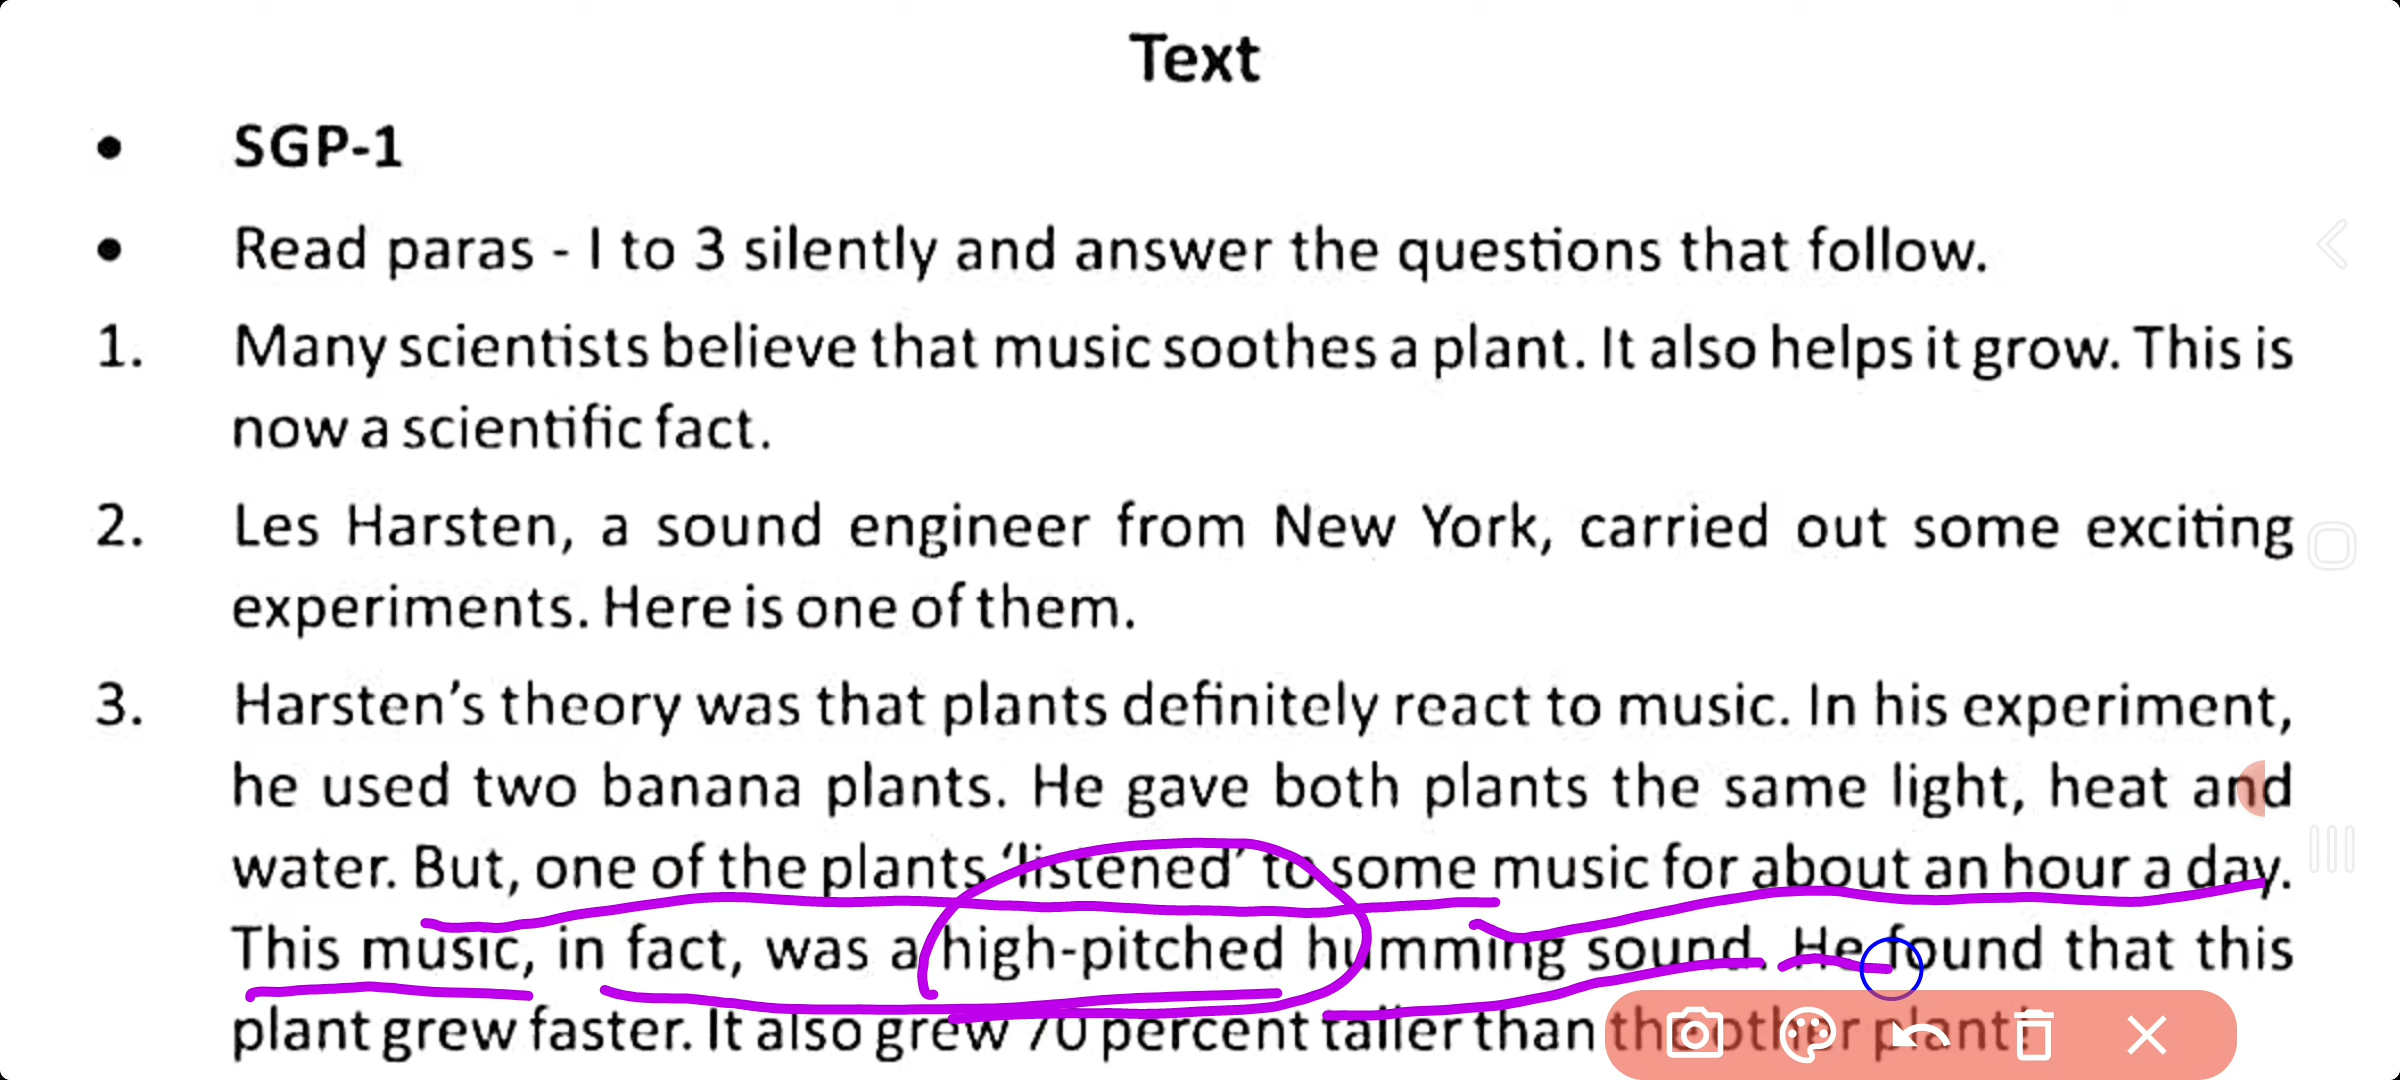 Text
• SGP-1
• Read paras - I to 3 silently and answer the questions that follow.
1. Many scientists believe that music soothes a plant. It also helps it grow. This is
now a scientific fact.
2. Les Harsten, a sound engineer from New York, carried out some exciting
experiments. Here is one of them.
3. Harsten's theory was that plants definitely react to music. In his experiment,
he used two banana plants. He gave both plants the same light, heat and
water. But, one of the plants 'listened' to some music for about an hour a day.
This music, in fact, was a high-pitched humming sound. He found that this
plant grew faster. It also grew 70 percent taller than the other plant!